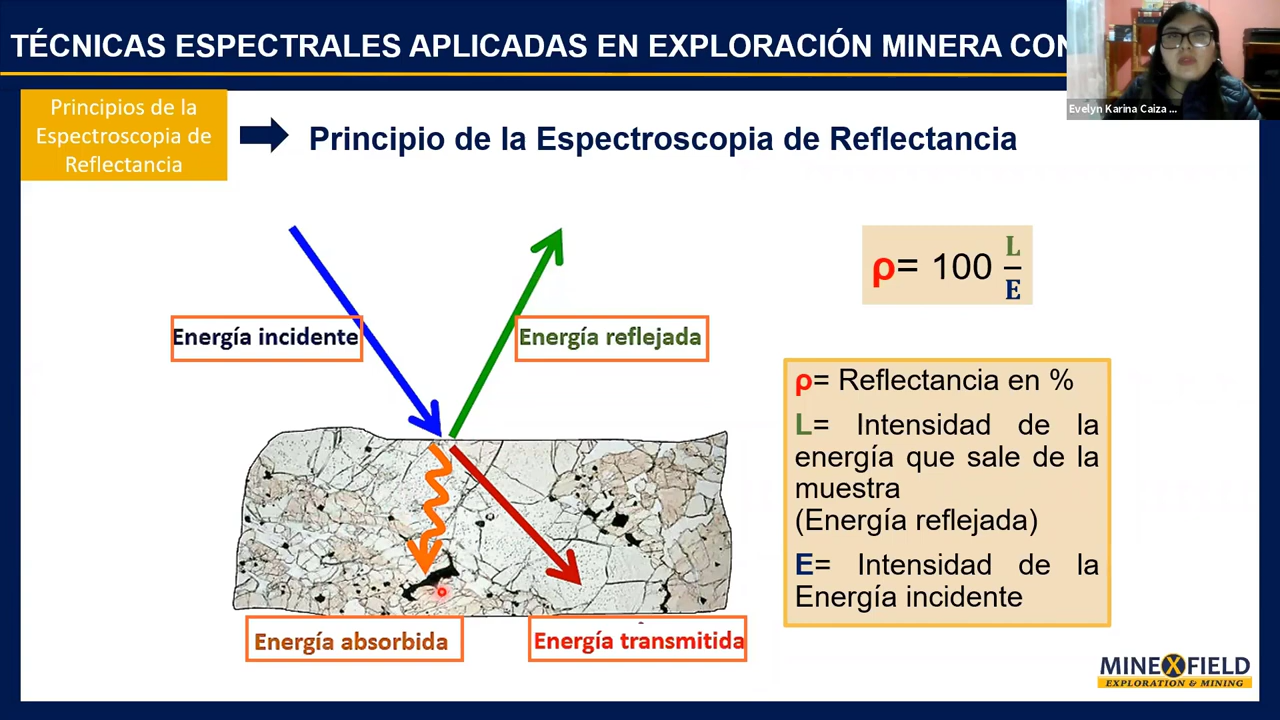 TÉCNICAS ESPECTRALES APLICADAS EN EXPLORACIÓN MINERA CON
Evelyn Karina Caiza ...
Principios de la
Espectroscopia de
Reflectancia
Principio de la Espectroscopia de Reflectancia
ρ= 100 L/E
Energía incidente
Energía reflejada
ρ= Reflectancia en %
L= Intensidad de la
energía que sale de la
muestra
(Energía reflejada)
E= Intensidad de la
Energía incidente
Energía absorbida
Energía transmitida
MINEXFIELD
EXPLORATION & MINING